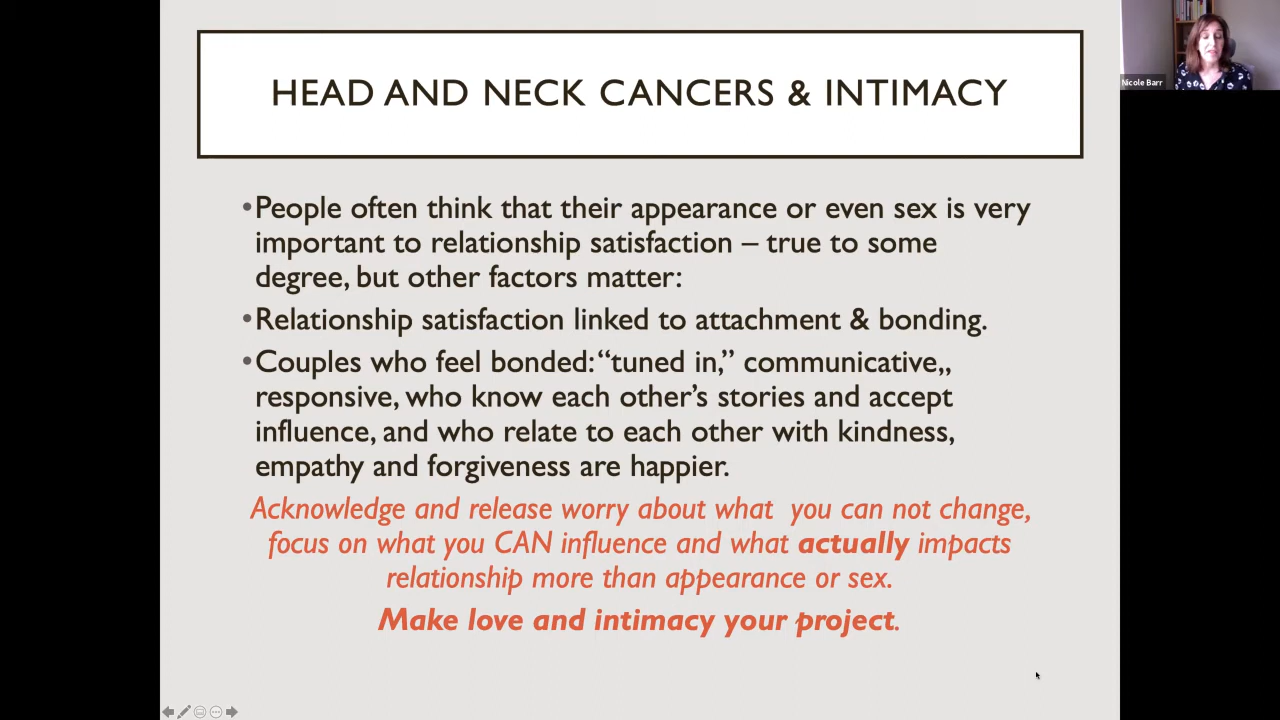 HEAD AND NECK CANCERS & INTIMACY
Nicole Barr
•People often think that their appearance or even sex is very
important to relationship satisfaction – true to some
degree, but other factors matter:
•Relationship satisfaction linked to attachment & bonding.
•Couples who feel bonded: “tuned in,” communicative,,
responsive, who know each other’s stories and accept
influence, and who relate to each other with kindness,
empathy and forgiveness are happier.
Acknowledge and release worry about what  you can not change,
focus on what you CAN influence and what actually impacts
relationship more than appearance or sex.
Make love and intimacy your project.